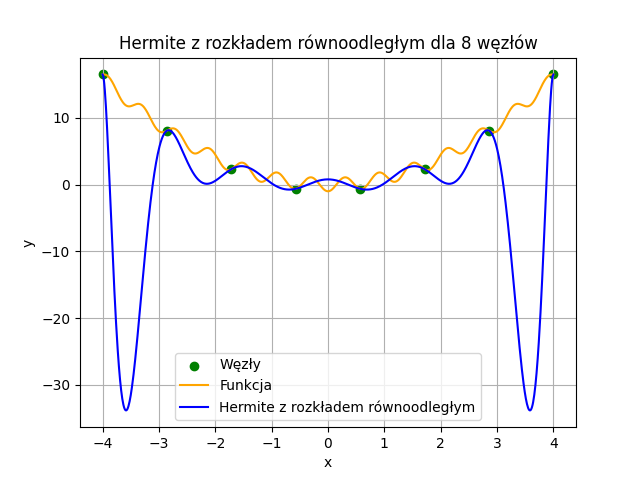 Hermite z rozkładem równoodległym dla 8 węzłów
10
0
−10
−20
−30
y
Węzły
Funkcja
Hermite z rozkładem równoodległym
−4
−3
−2
−1
0
1
2
3
4
x